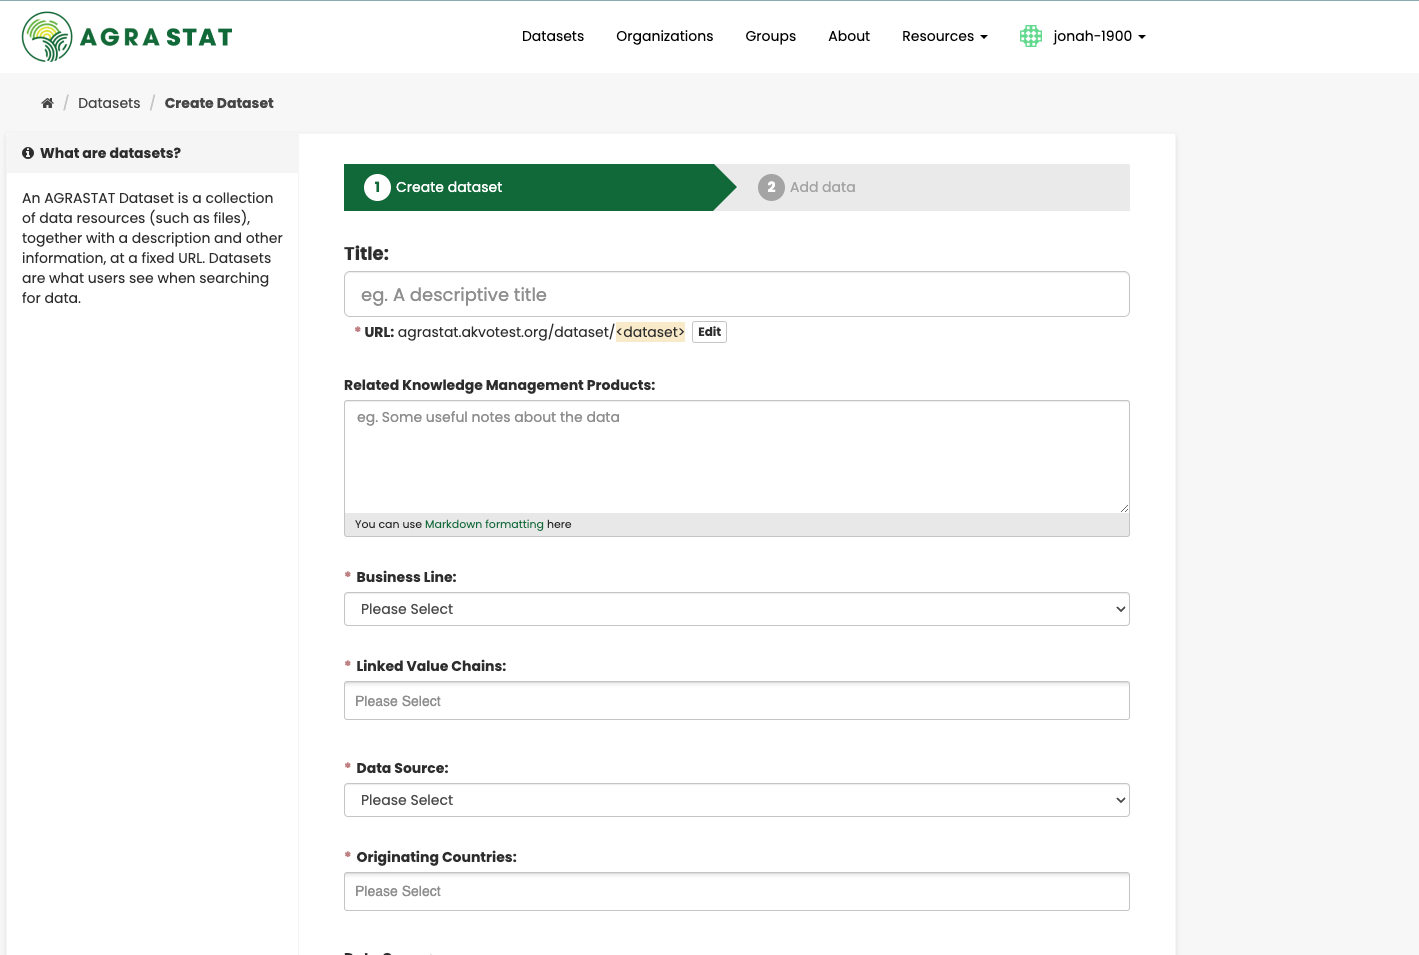 AGRA STAT
Datasets Organizations Groups About Resources jonah-1900
/ Datasets / Create Dataset
What are datasets?
An AGRASTAT Dataset is a collection
of data resources (such as files),
together with a description and other
information, at a fixed URL. Datasets
are what users see when searching
for data.
1 Create dataset 2 Add data
Title:
eg. A descriptive title
* URL: agrastat.akvotest.org/dataset/<dataset> Edit
Related Knowledge Management Products:
eg. Some useful notes about the data
You can use Markdown formatting here
* Business Line:
Please Select
* Linked Value Chains:
Please Select
* Data Source:
Please Select
* Originating Countries:
Please Select